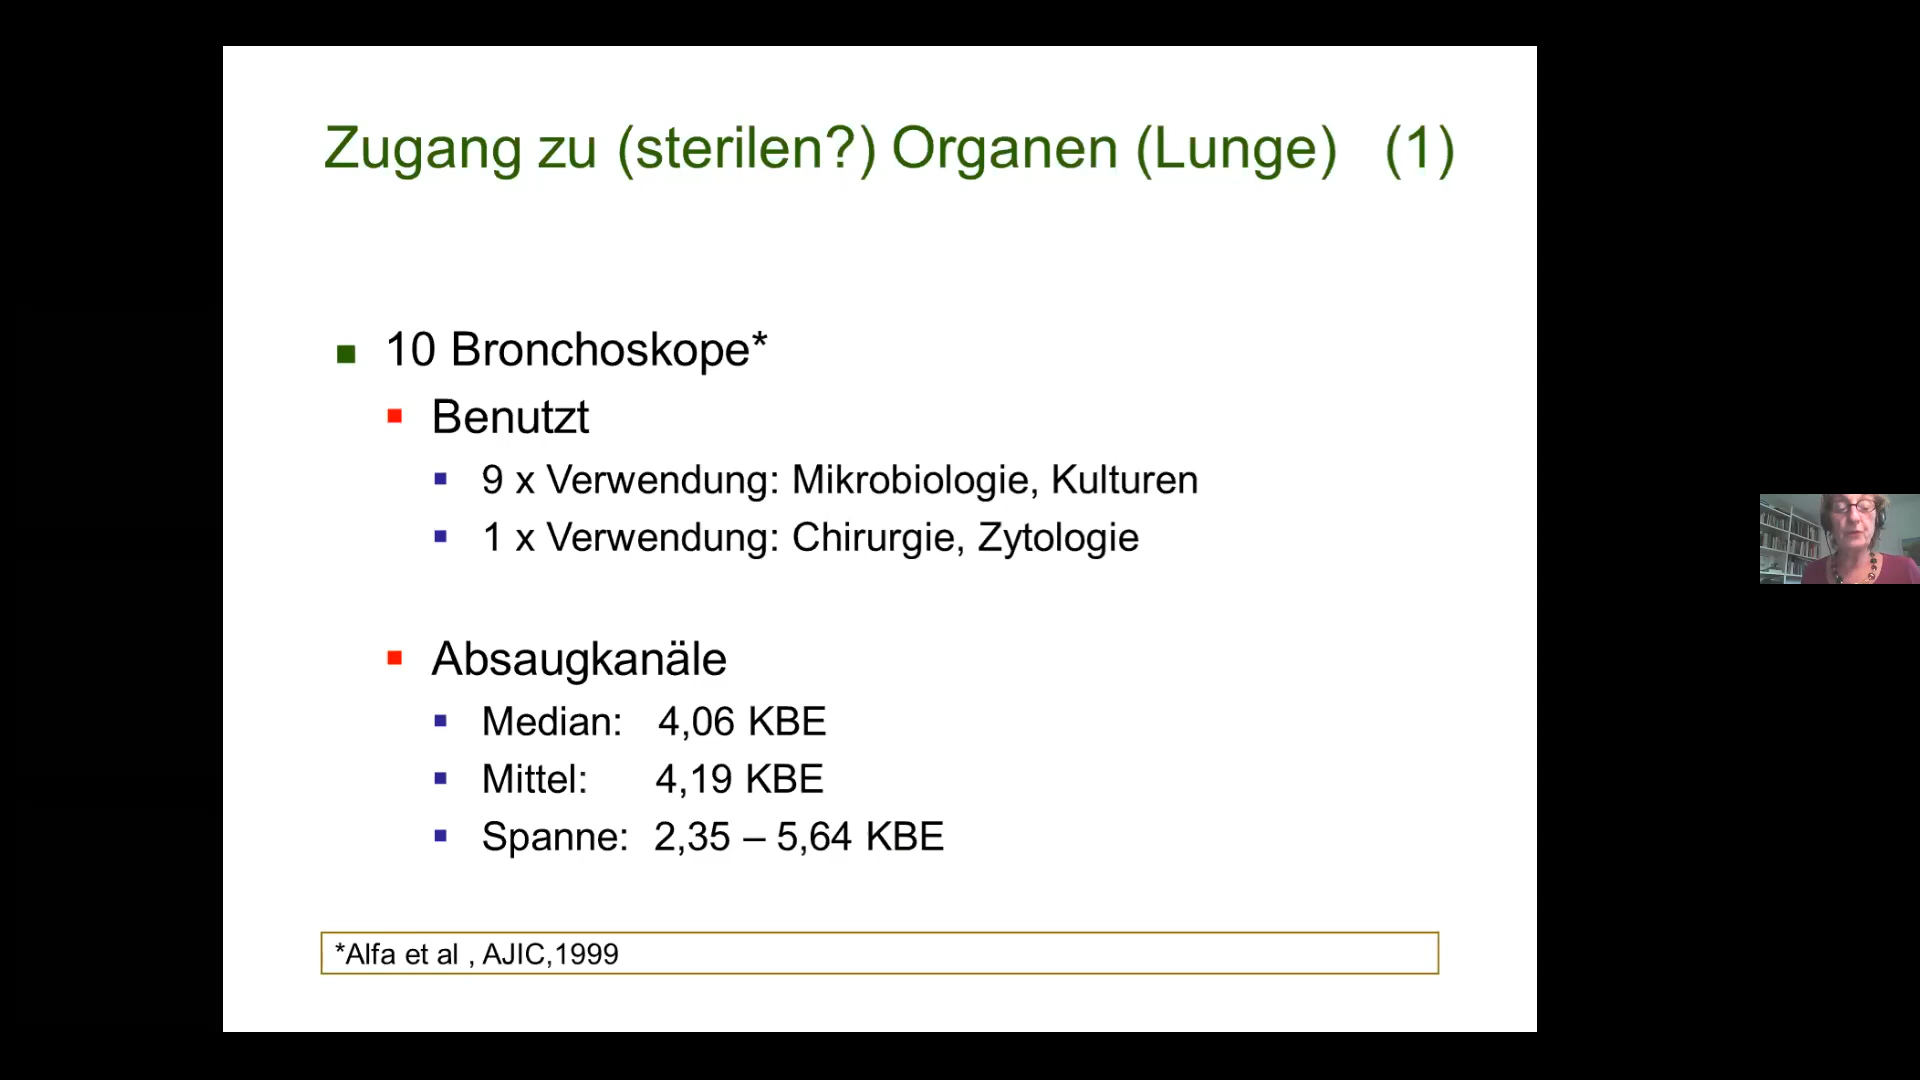 Zugang zu (sterilen?) Organen (Lunge) (1)
10 Bronchoskope*
Benutzt
9 x Verwendung: Mikrobiologie, Kulturen
1 x Verwendung: Chirurgie, Zytologie
Absaugkanäle
Median: 4,06 KBE
Mittel: 4,19 KBE
Spanne: 2,35 – 5,64 KBE
*Alfa et al , AJIC,1999